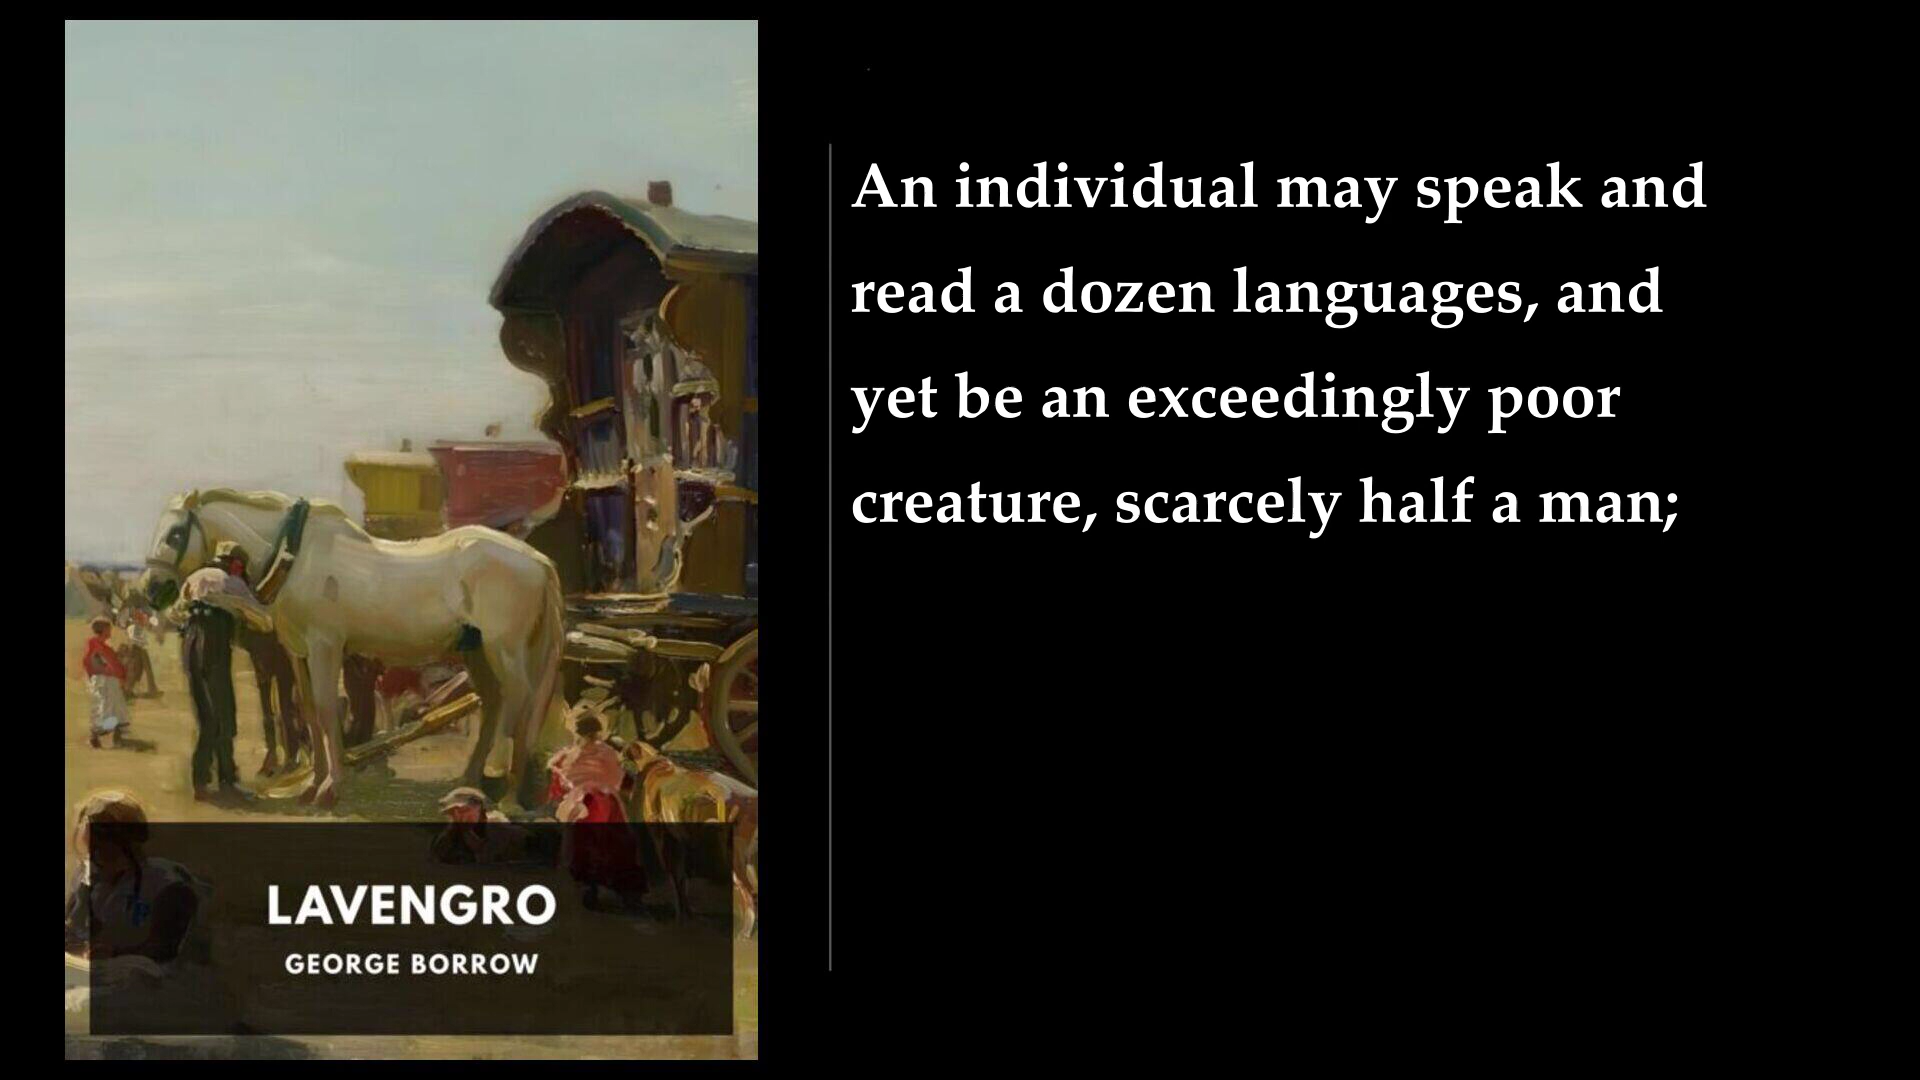 An individual may speak and
read a dozen languages, and
yet be an exceedingly poor
creature, scarcely half a man;
LAVENGRO
GEORGE BORROW